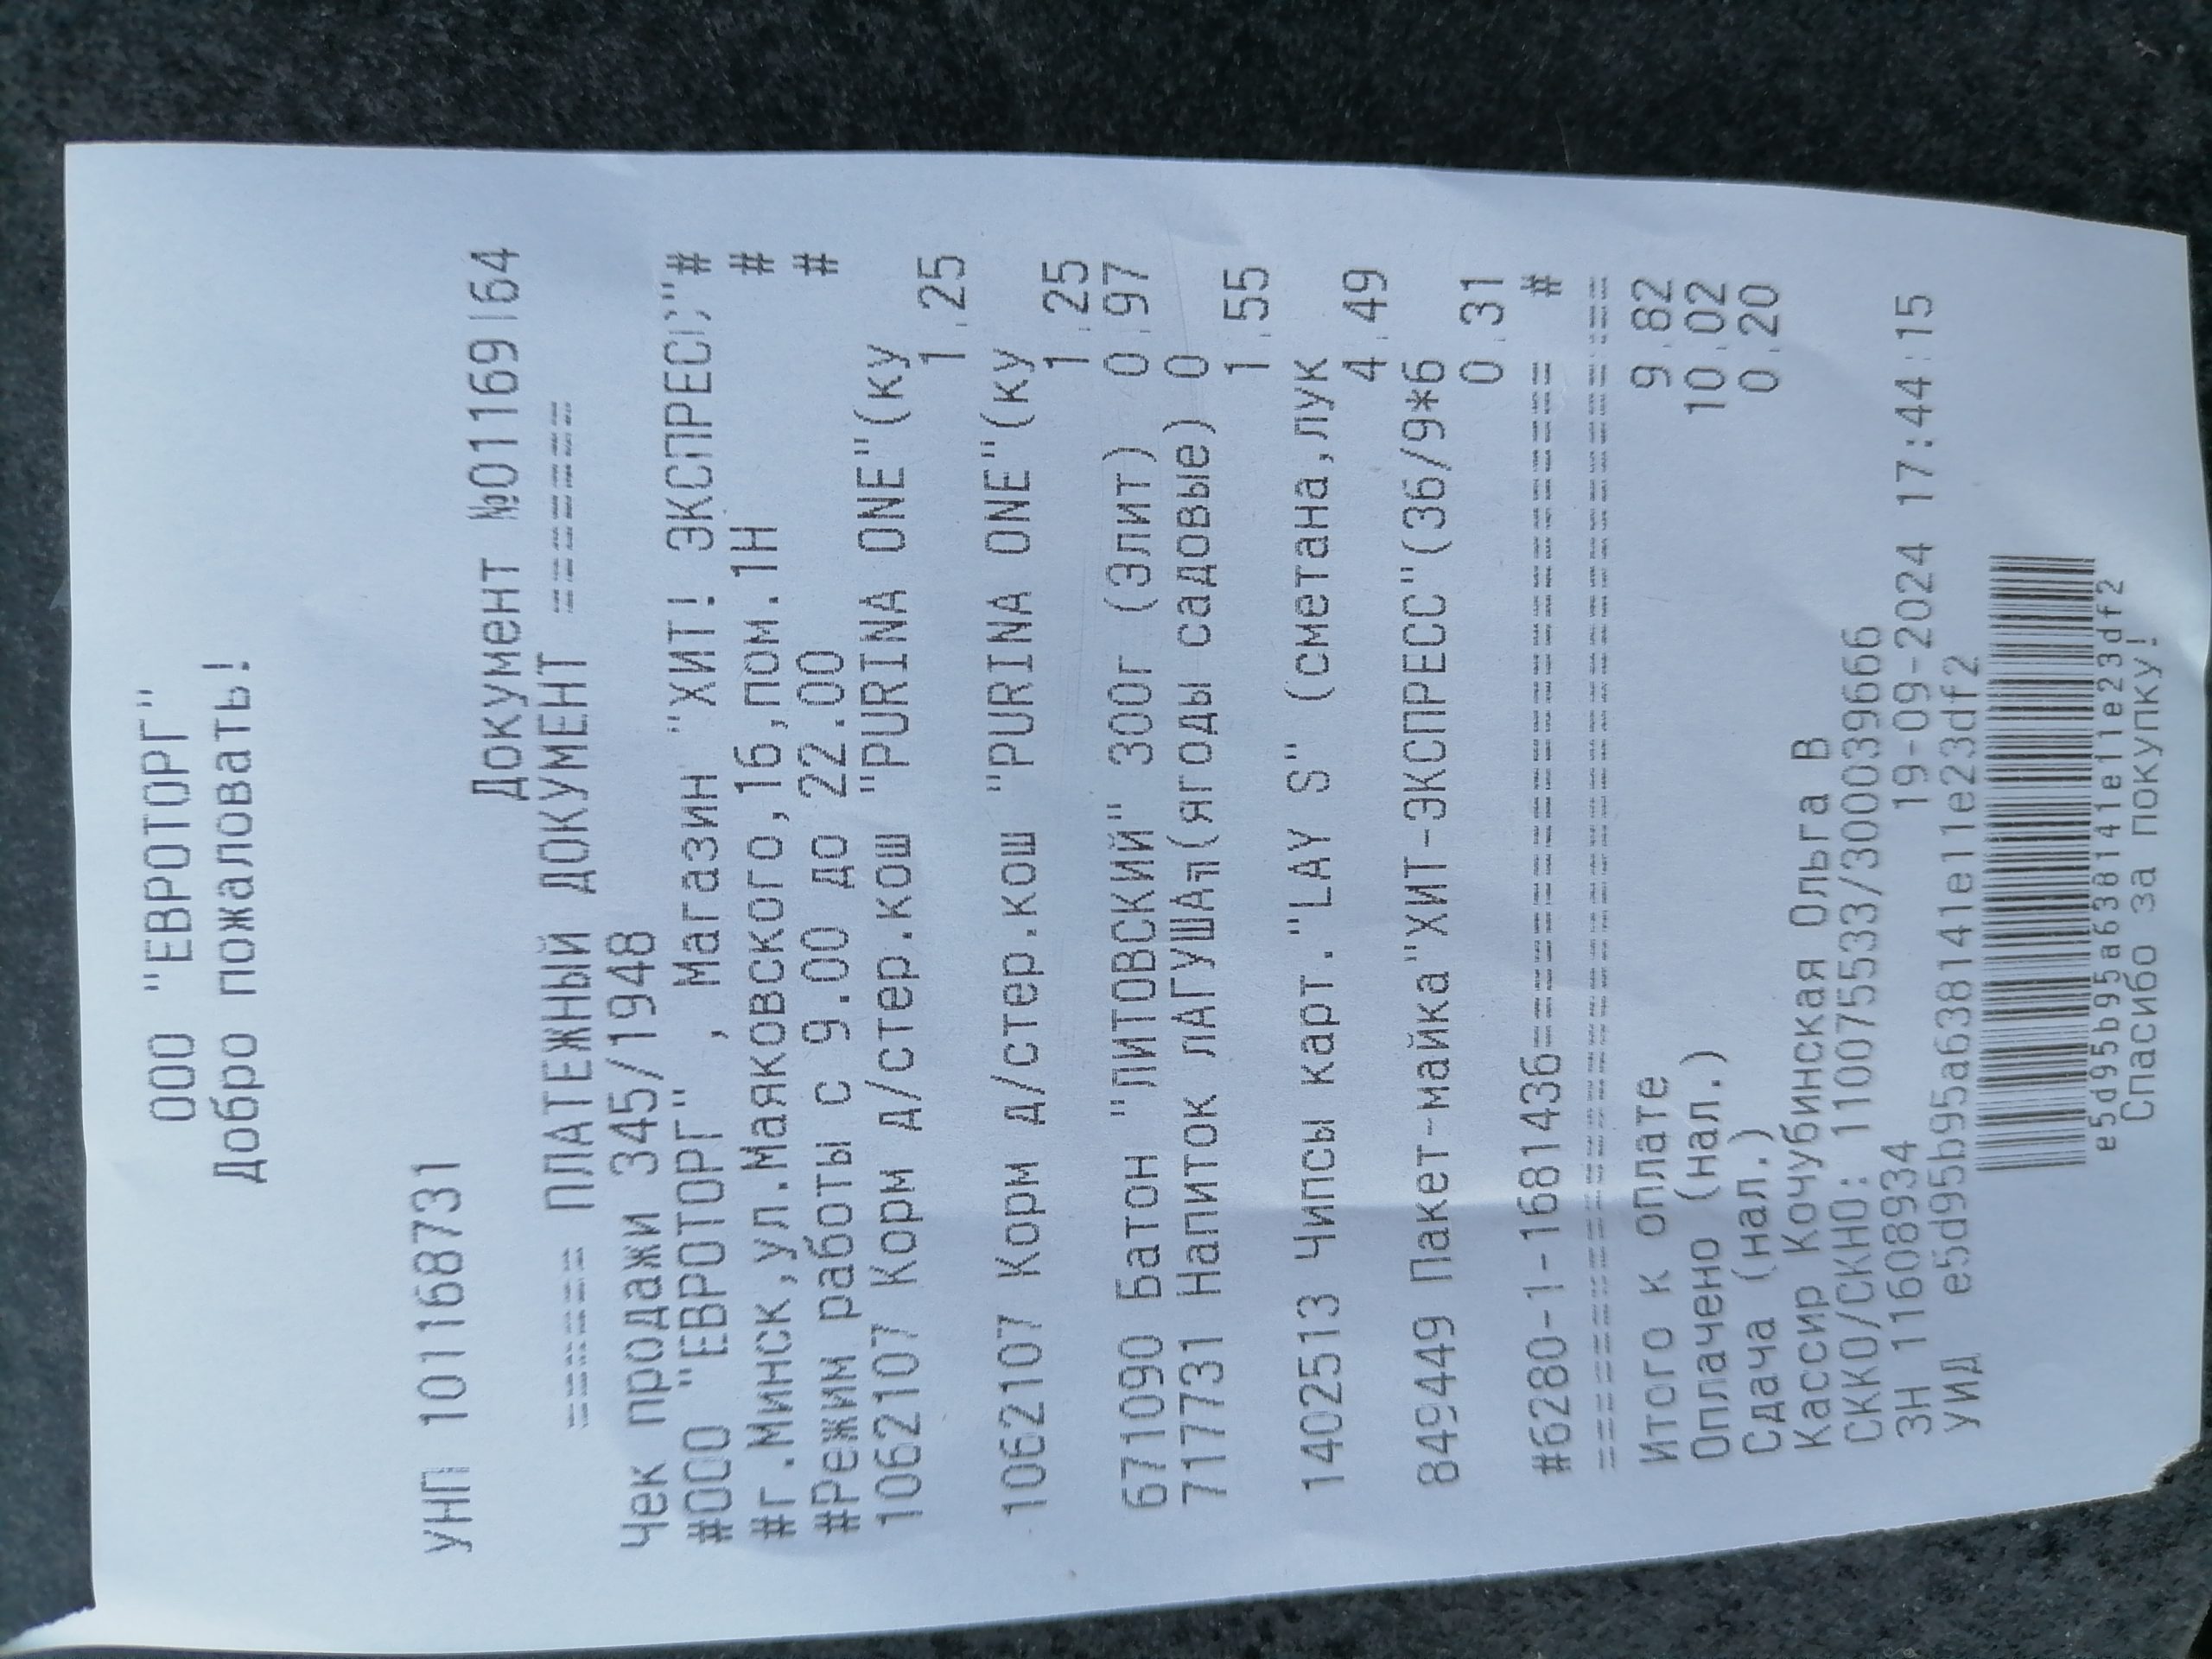 ООО "ЕВРОТОРГ"
Добро пожаловать!
УНП 101168731
Документ №01169164
====== ПЛАТЕЖНЫЙ ДОКУМЕНТ =======
Чек продажи 345/1948
#ООО "ЕВРОТОРГ" , Магазин "ХИТ! ЭКСПРЕСС"#
#г.Минск,ул.Маяковского,16,пом.1Н #
#Режим работы с 9.00 до 22.00 #
1062107 Корм д/стер.кош "PURINA ONE"(ку
1.25
1062107 Корм д/стер.кош "PURINA ONE"(ку
1.25
671090 Батон "ЛИТОВСКИЙ" 300г (Элит) 0.97
717731 Напиток лАГУШАя(ягоды садовые) 0
1.55
1402513 Чипсы карт."LAY S" (сметана,лук
4.49
849449 Пакет-майка"ХИТ-ЭКСПРЕСС"(36/9*6
0.31
#6280-1-1681436==================== #
==========================================
Итого к оплате 9.82
Оплачено (нал.) 10.02
Сдача (нал.) 0.20
Кассир Кочубинская Ольга В
СККО/СКНО: 110075533/300039666
ЗН 11608934 19-09-2024 17:44:15
УИД e5d95b95a638141e11e23df2
e5d95b95a638141e11e23df2
Спасибо за покупку!